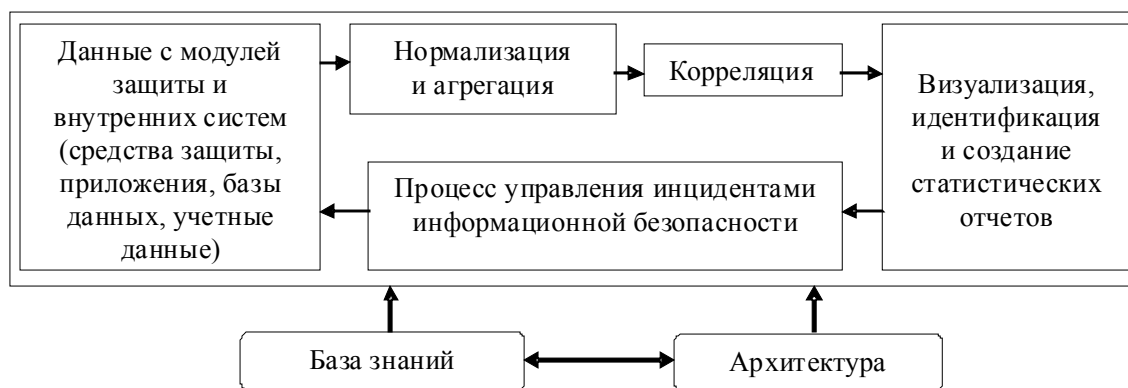 Данные с модулей
защиты и
внутренних систем
(средства защиты,
приложения, базы
данных, учетные
данные)
Нормализация
и агрегация
Корреляция
Визуализация,
идентификация
и создание
статистических
отчетов
Процесс управления инцидентами
информационной безопасности
База знаний
Архитектура